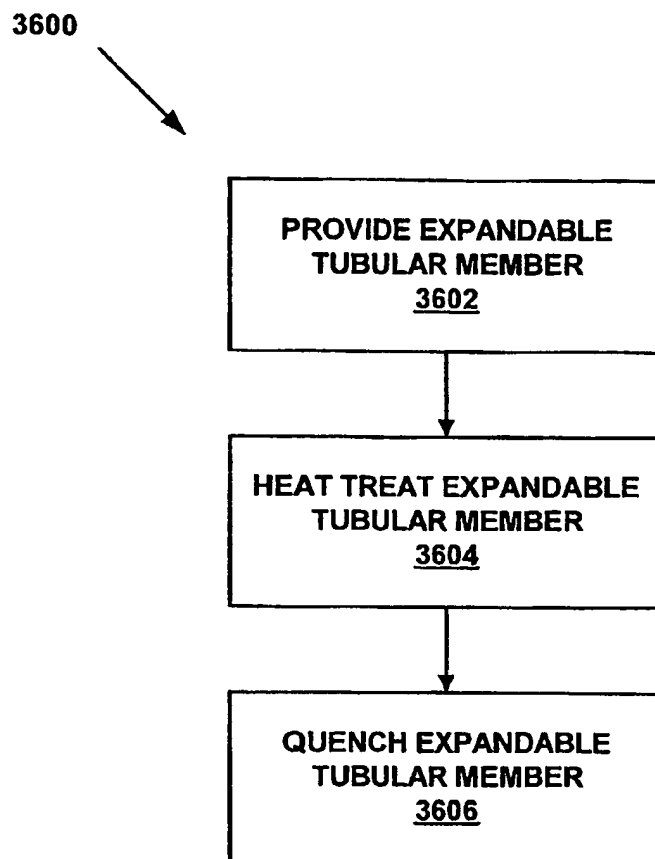 3600
PROVIDE EXPANDABLE
TUBULAR MEMBER
3602
HEAT TREAT EXPANDABLE
TUBULAR MEMBER
3604
QUENCH EXPANDABLE
TUBULAR MEMBER
3606